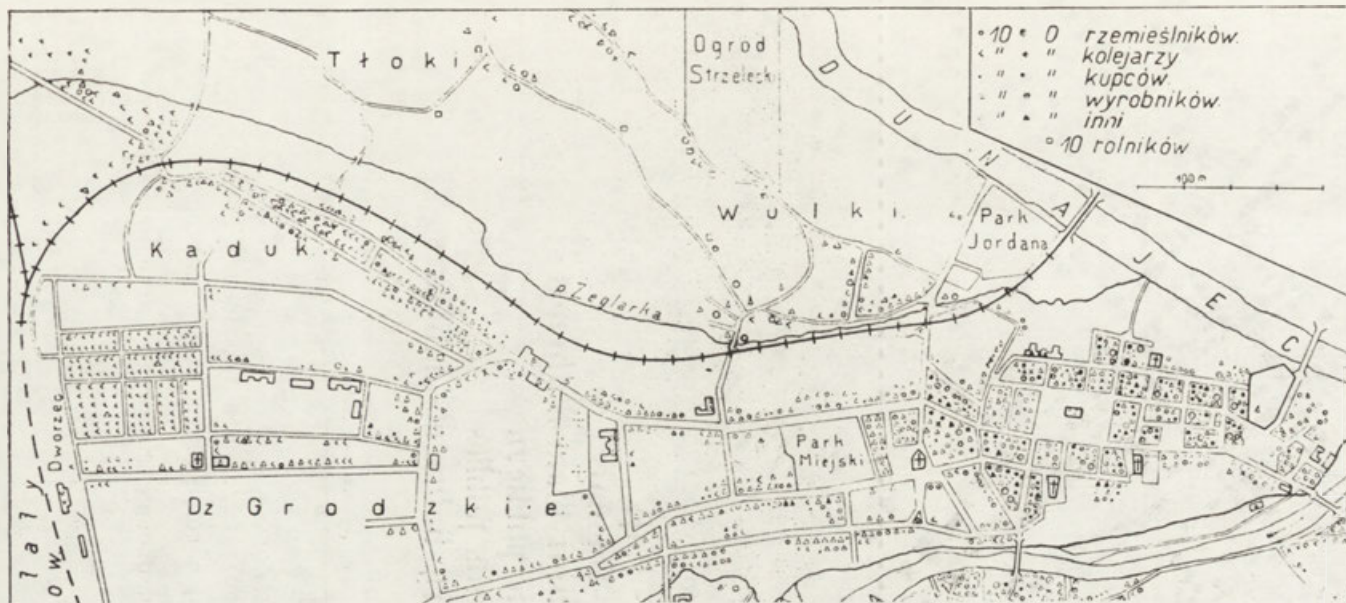 10 rzemieślników.
" " kolejarzy
" " kupców.
" " wyrobników.
" " inni
10 rolników
100 m
Tłoki.
Ogrod
Strzelecki
DUNAJEC
Wulki.
Park
Jordana
Kaduk.
p Żeglarka
Park
Miejski
Dworzec
Dz Grodzkie.